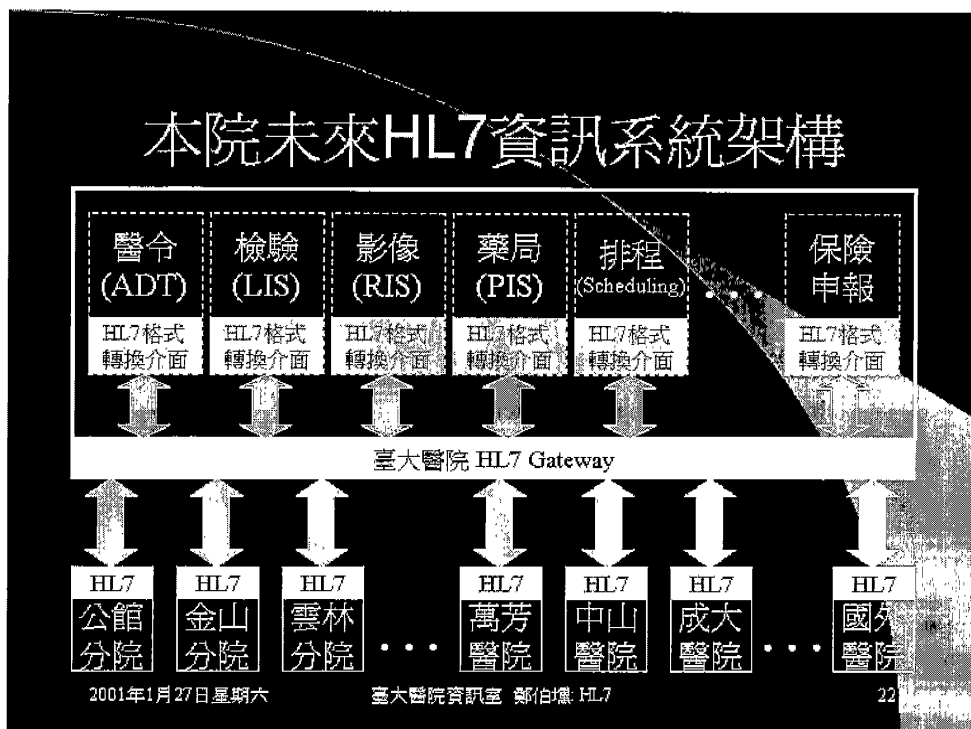 本院未來HL7資訊系統架構
醫令 檢驗 影像 藥局 排程 保險
(ADT) (LIS) (RIS) (PIS) (Scheduling) ... 申報
HL7格式 HL7格式 HL7格式 HL7格式 HL7格式 HL7格式
轉換介面 轉換介面 轉換介面 轉換介面 轉換介面 轉換介面
臺大醫院 HL7 Gateway
HL7 HL7 HL7 HL7 HL7 HL7 HL7
公館 金山 雲林 萬芳 中山 成大 國外
分院 分院 分院 ... 醫院 醫院 醫院 ... 醫院
2001年1月27日星期六 臺大醫院資訊室 鄭伯壎: HL7 22